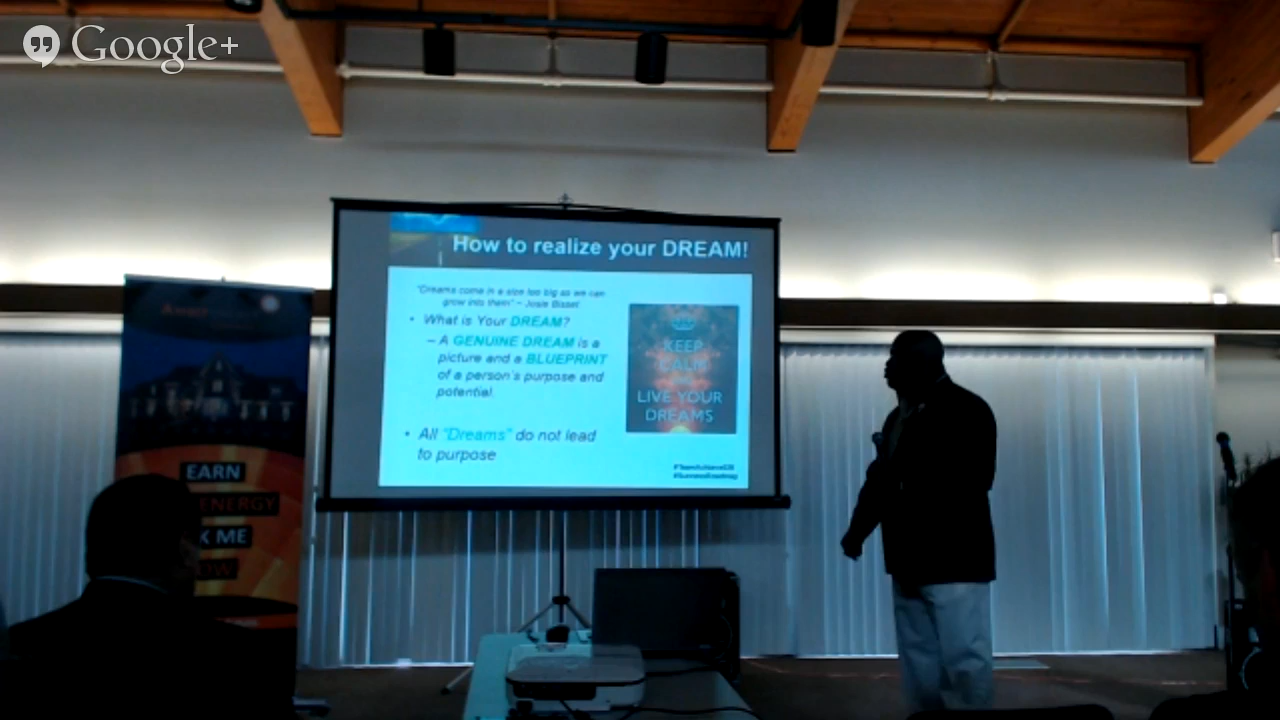 Google+
How to realize your DREAM!
"Dreams come in a size too big so we can
grow into them" ~ Josie Bisset
• What is Your DREAM?
– A GENUINE DREAM is a
picture and a BLUEPRINT
of a person's purpose and
potential.
• All "Dreams" do not lead
to purpose
KEEP
CALM
LIVE YOUR
DREAMS
EARN
ENERGY
ME